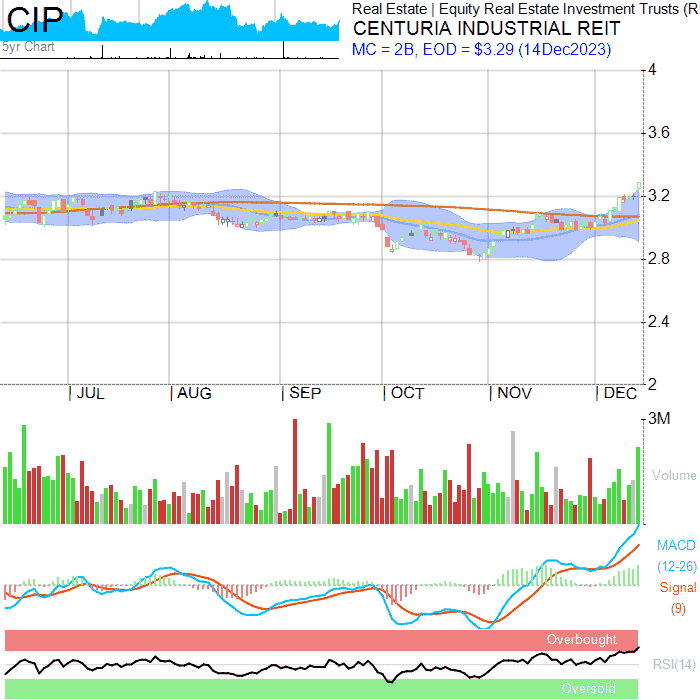 CIP
5yr Chart
Real Estate | Equity Real Estate Investment Trusts (R
CENTURIA INDUSTRIAL REIT
MC = 2B, EOD = $3.29 (14Dec2023)
4
3.6
3.2
2.8
2.4
2
| JUL | AUG | SEP | OCT | NOV | DEC
3M
Volume
MACD
(12-26)
Signal
(9)
Overbought
RSI(14)
Oversold